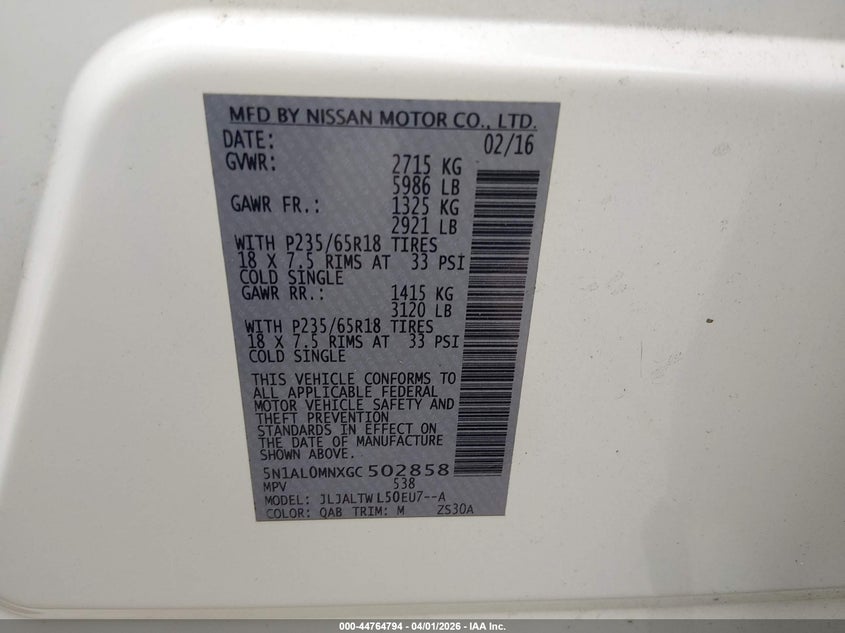 MFD BY NISSAN MOTOR CO., LTD.
DATE: 02/16
GVWR: 2715 KG
5986 LB
GAWR FR.: 1325 KG
2921 LB
WITH P235/65R18 TIRES
18 X 7.5 RIMS AT 33 PSI
COLD SINGLE
GAWR RR.: 1415 KG
3120 LB
WITH P235/65R18 TIRES
18 X 7.5 RIMS AT 33 PSI
COLD SINGLE
THIS VEHICLE CONFORMS TO
ALL APPLICABLE FEDERAL
MOTOR VEHICLE SAFETY AND
THEFT PREVENTION
STANDARDS IN EFFECT ON
THE DATE OF MANUFACTURE
SHOWN ABOVE.
5N1AL0MNXGC502858
MPV 538
MODEL: JLJALTWL50EU7--A
COLOR: QAB TRIM: M ZS30A
000-44764794 - 04/01/2026 - IAA Inc.